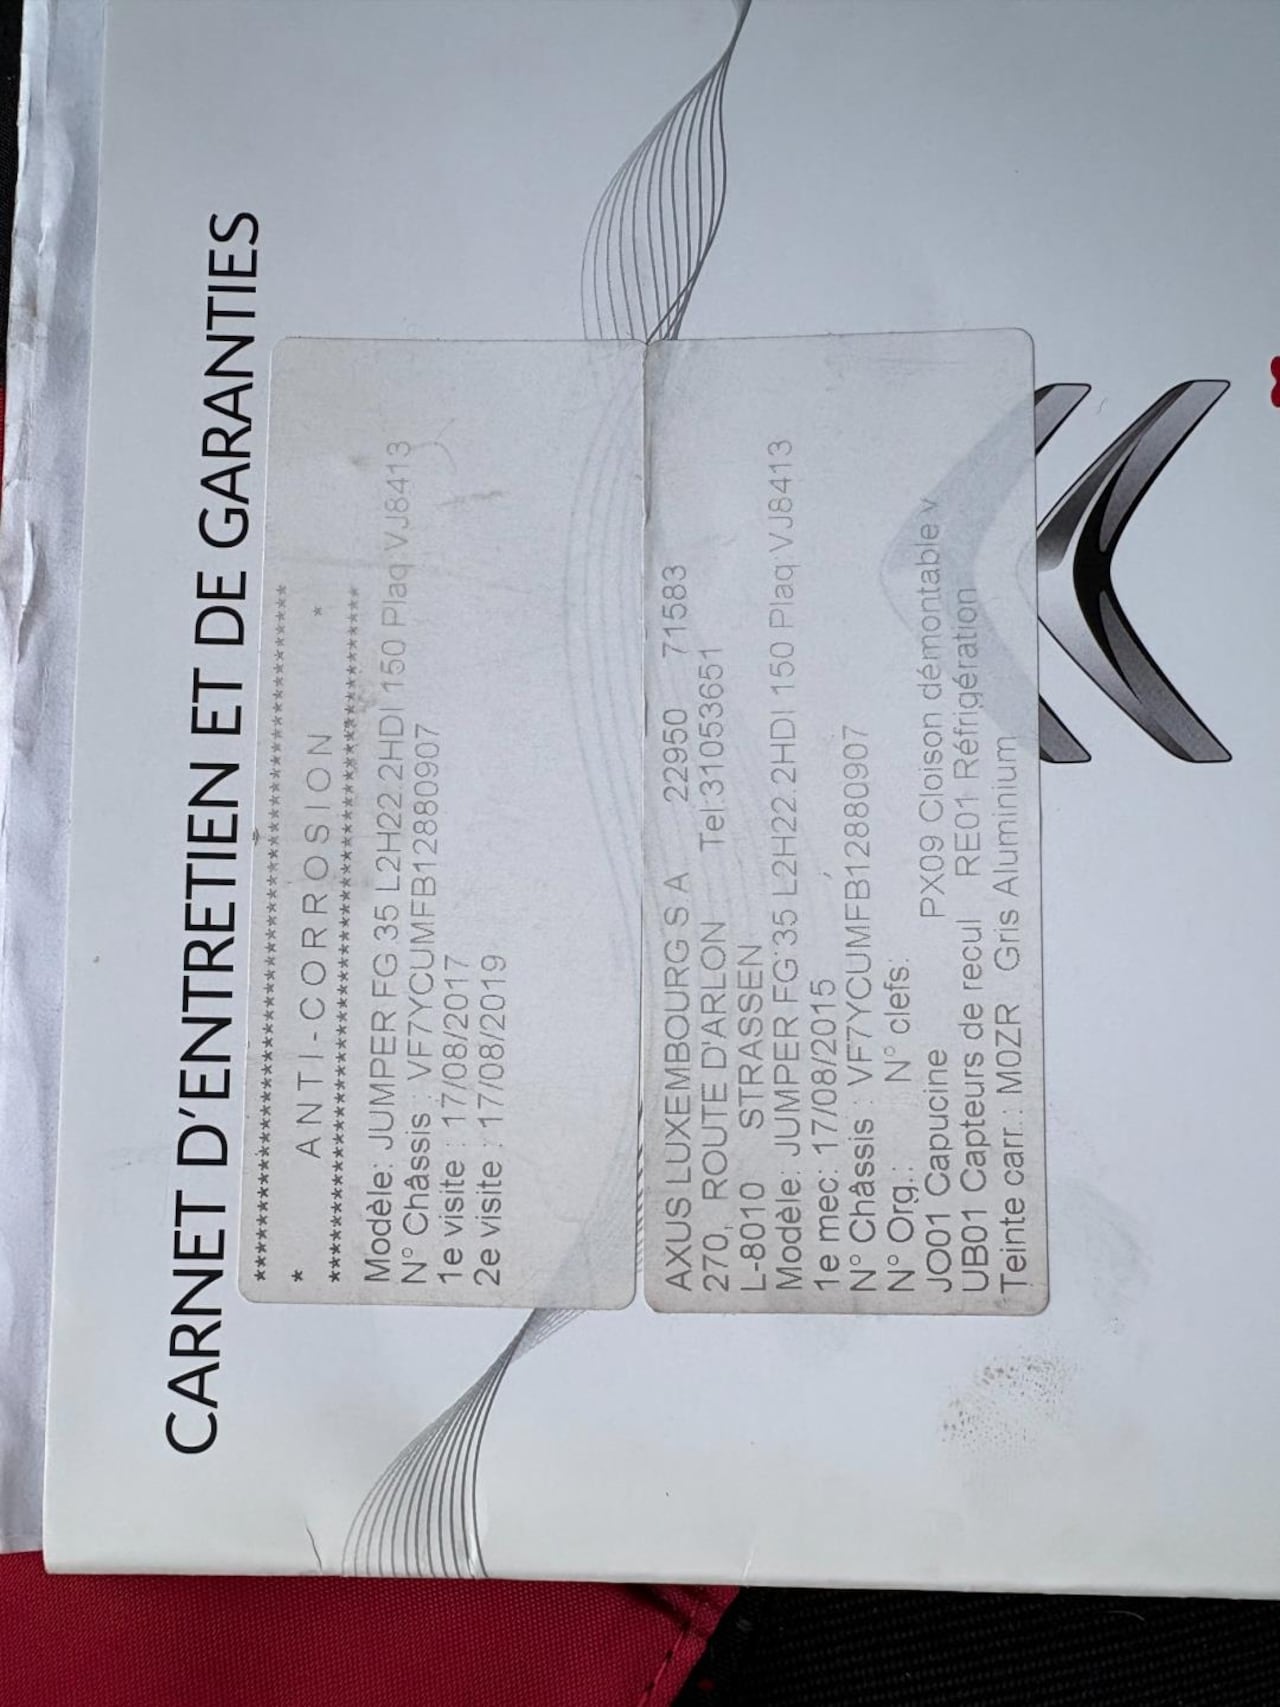 CARNET D'ENTRETIEN ET DE GARANTIES
************************************************************
* ANTI-CORROSION *
************************************************************
Modèle: JUMPER FG 35 L2H22.2HDI 150 Plaq:VJ8413
N° Châssis : VF7YCUMFB12880907
1e visite : 17/08/2017
2e visite : 17/08/2019
AXUS LUXEMBOURG S.A 22950 71583
270, ROUTE D'ARLON Tel:31053651
L-8010 STRASSEN
Modèle: JUMPER FG 35 L2H22.2HDI 150 Plaq:VJ8413
1e mec: 17/08/2015
N° Châssis : VF7YCUMFB12880907
N° Org.: N° clefs:
JO01 Capucine PX09 Cloison démontable v
UB01 Capteurs de recul RE01 Réfrigération
Teinte carr.: M0ZR Gris Aluminium